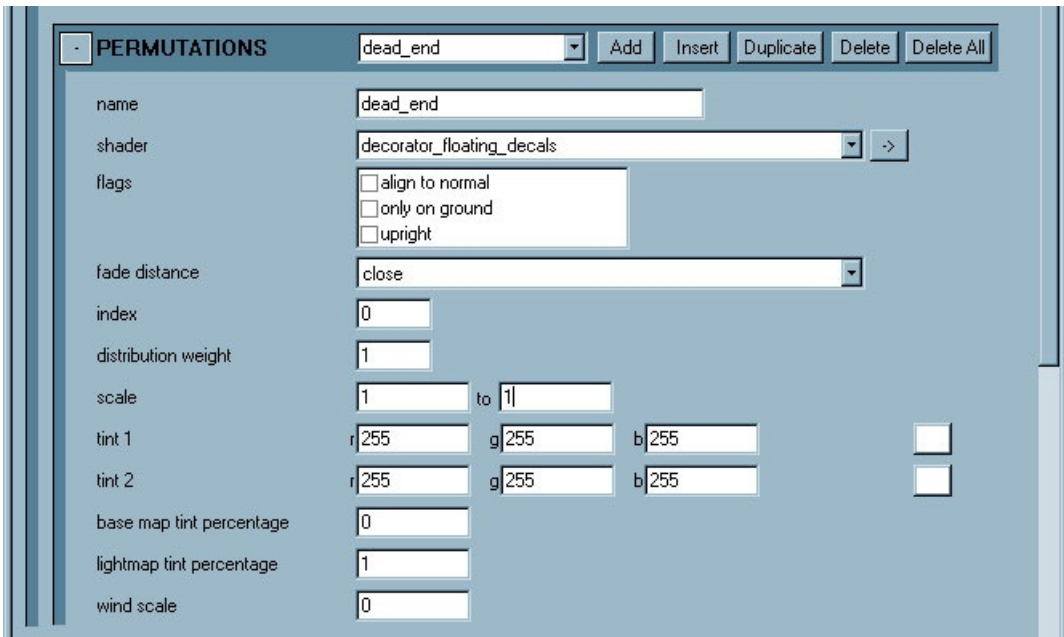 - PERMUTATIONS dead_end Add Insert Duplicate Delete Delete All
name dead_end
shader decorator_floating_decals ->
flags align to normal
only on ground
upright
fade distance close
index 0
distribution weight 1
scale 1 to 1
tint 1 r 255 g 255 b 255
tint 2 r 255 g 255 b 255
base map tint percentage 0
lightmap tint percentage 1
wind scale 0